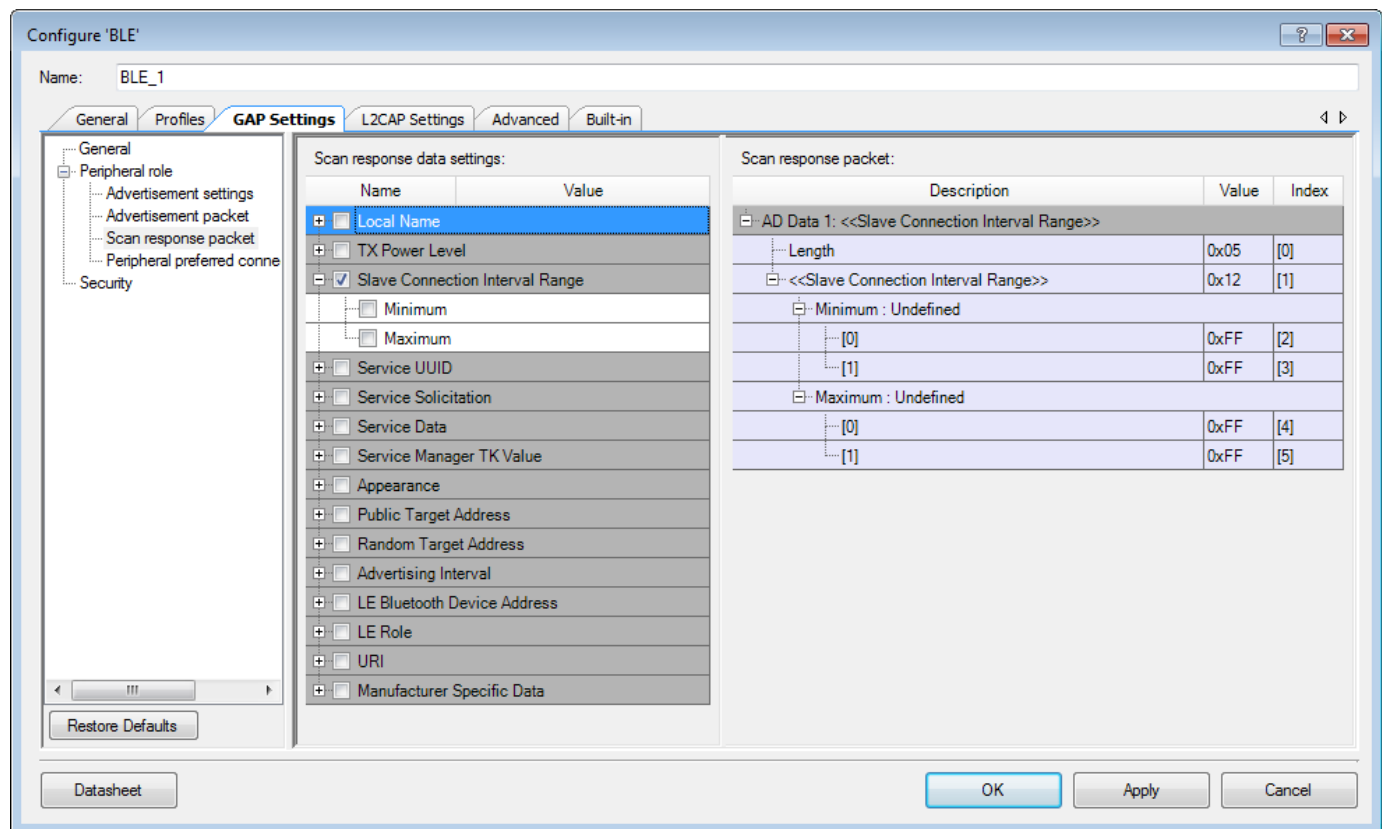 Configure 'BLE'
Name: BLE_1
General Profiles GAP Settings L2CAP Settings Advanced Built-in
General
Peripheral role
Advertisement settings
Advertisement packet
Scan response packet
Peripheral preferred conne
Security
Restore Defaults
Scan response data settings:
Name Value
Local Name
TX Power Level
Slave Connection Interval Range
Minimum
Maximum
Service UUID
Service Solicitation
Service Data
Service Manager TK Value
Appearance
Public Target Address
Random Target Address
Advertising Interval
LE Bluetooth Device Address
LE Role
URI
Manufacturer Specific Data
Scan response packet:
Description Value Index
AD Data 1: <<Slave Connection Interval Range>>
Length 0x05 [0]
<<Slave Connection Interval Range>> 0x12 [1]
Minimum : Undefined
[0] 0xFF [2]
[1] 0xFF [3]
Maximum : Undefined
[0] 0xFF [4]
[1] 0xFF [5]
Datasheet OK Apply Cancel